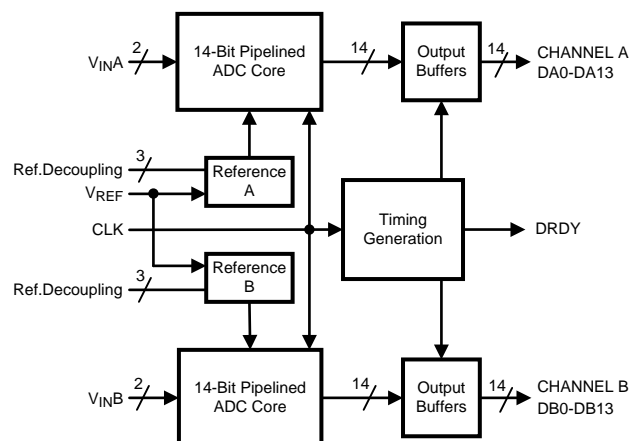 2
V_INA
14-Bit Pipelined
ADC Core
14
Output
Buffers
14
CHANNEL A
DA0-DA13
Ref.Decoupling
3
Reference
A
V_REF
CLK
Timing
Generation
DRDY
Reference
B
Ref.Decoupling
3
2
V_INB
14-Bit Pipelined
ADC Core
14
Output
Buffers
14
CHANNEL B
DB0-DB13